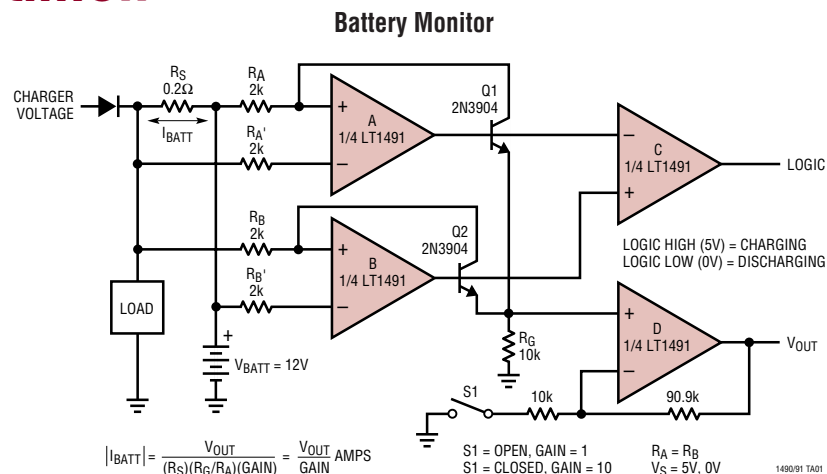 Battery Monitor
CHARGER
VOLTAGE
RS
0.2Ω
IBATT
RA
2k
RA'
2k
RB
2k
RB'
2k
+
A
1/4 LT1491
–
+
B
1/4 LT1491
–
Q1
2N3904
Q2
2N3904
–
C
1/4 LT1491
+
LOGIC
LOGIC HIGH (5V) = CHARGING
LOGIC LOW (0V) = DISCHARGING
LOAD
+
VBATT = 12V
RG
10k
+
D
1/4 LT1491
–
VOUT
S1
10k
90.9k
|IBATT| = VOUT / (RS)(RG/RA)(GAIN) = VOUT / GAIN AMPS
S1 = OPEN, GAIN = 1
S1 = CLOSED, GAIN = 10
RA = RB
VS = 5V, 0V
1490/91 TA01